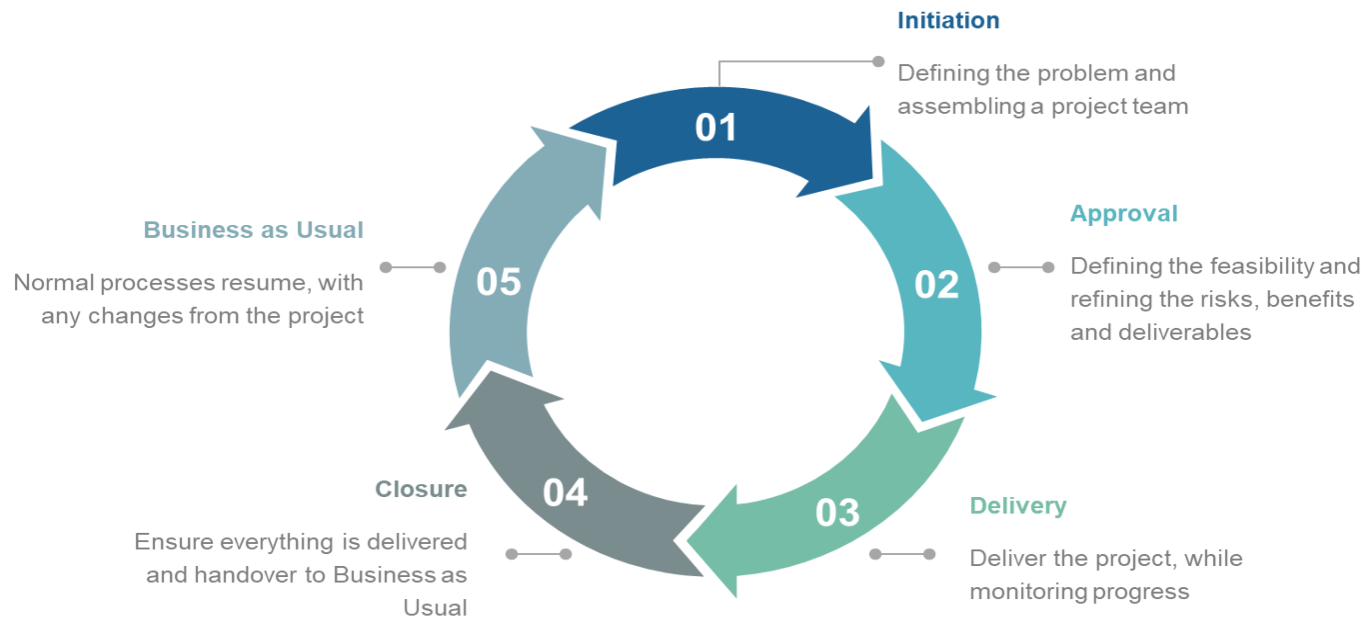 Initiation
Defining the problem and
assembling a project team
01
Approval
Defining the feasibility and
refining the risks, benefits
and deliverables
02
Delivery
Deliver the project, while
monitoring progress
03
Closure
Ensure everything is delivered
and handover to Business as
Usual
04
Business as Usual
Normal processes resume, with
any changes from the project
05